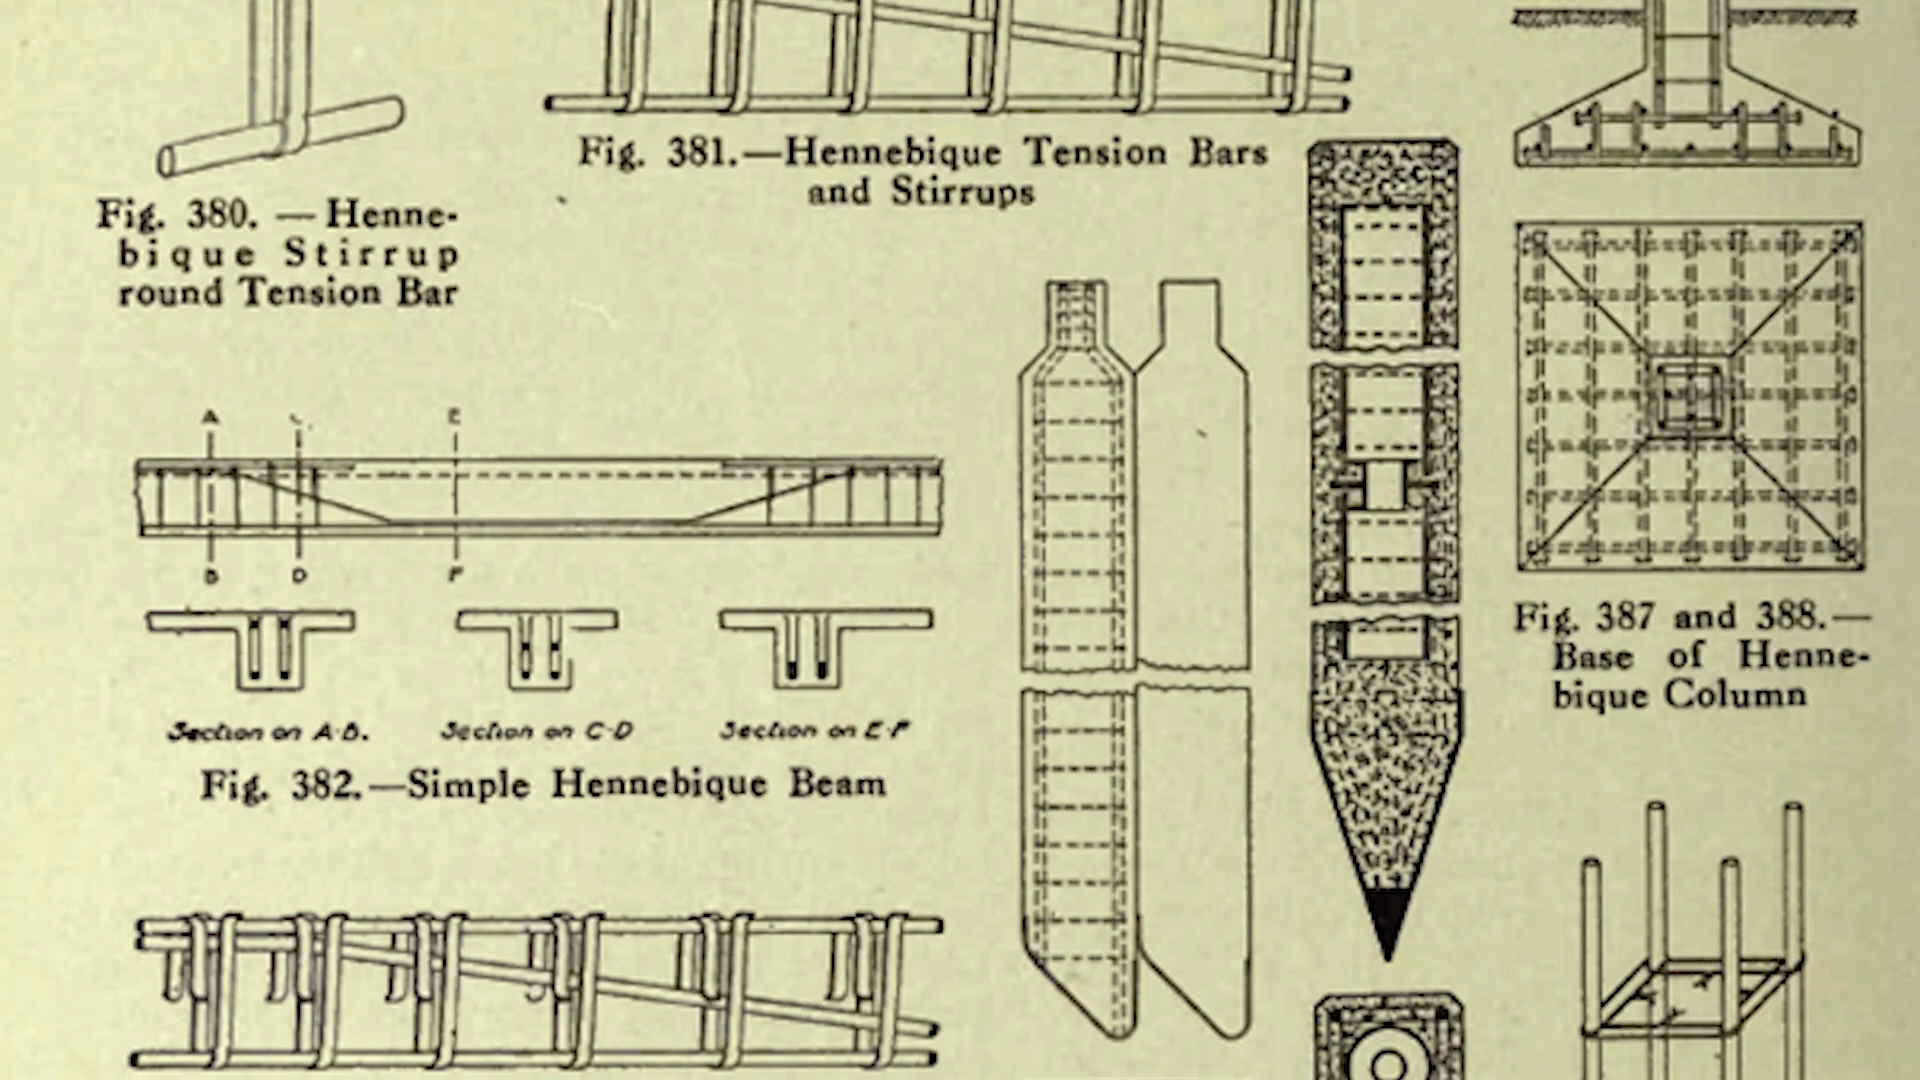 Fig. 381.—Hennebique Tension Bars
and Stirrups
Fig. 380. — Henne-
bique Stirrup
round Tension Bar
A C E
B D F
Section on A-B. Section on C-D Section on E-F
Fig. 382.—Simple Hennebique Beam
Fig. 387 and 388.—
Base of Henne-
bique Column